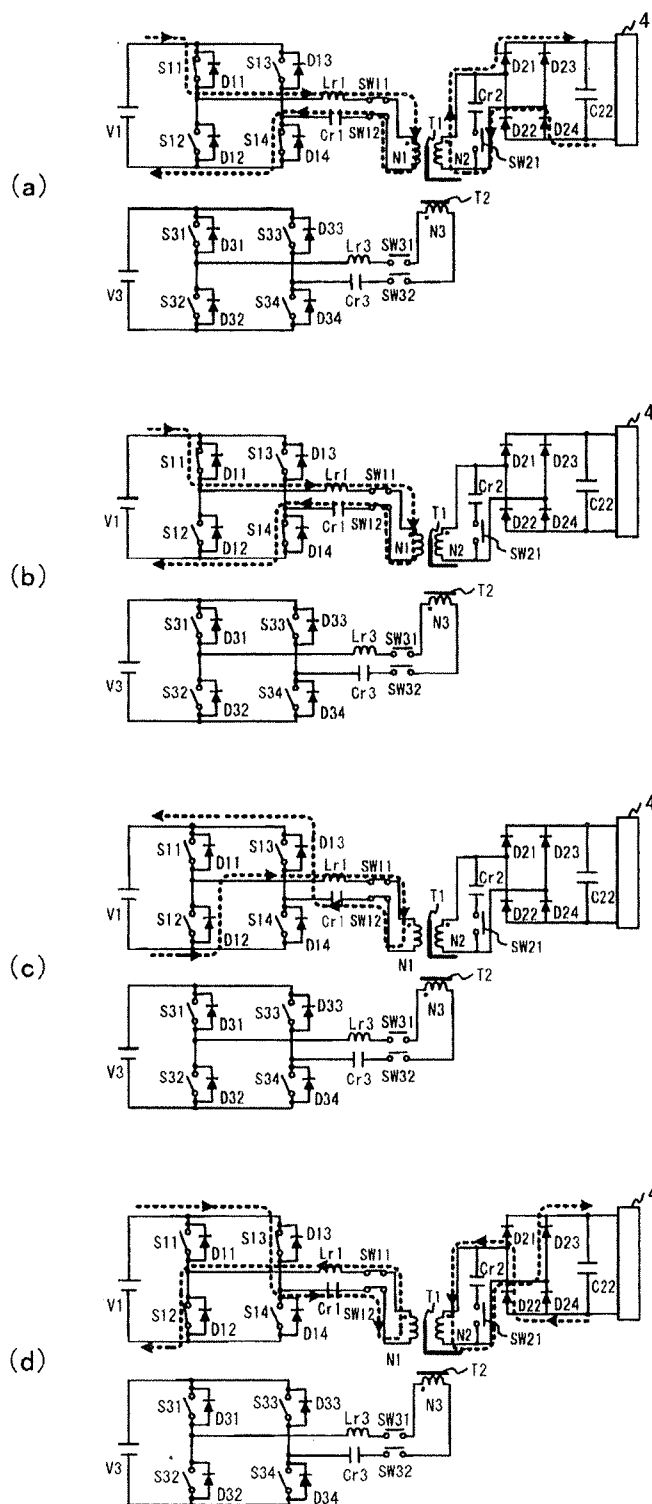 (a)
4
S11
D11
S13
D13
Lr1
SW11
V1
S12
D12
S14
D14
Cr1
SW12
N1
T1
N2
Cr2
SW21
D21
D23
D22
D24
C22
S31
D31
S33
D33
T2
N3
Lr3
SW31
V3
S32
D32
S34
D34
Cr3
SW32
(b)
4
S11
D11
S13
D13
Lr1
SW11
V1
S12
D12
S14
D14
Cr1
SW12
N1
T1
N2
Cr2
SW21
D21
D23
D22
D24
C22
S31
D31
S33
D33
T2
N3
Lr3
SW31
V3
S32
D32
S34
D34
Cr3
SW32
(c)
4
S11
D11
S13
D13
Lr1
SW11
V1
S12
D12
S14
D14
Cr1
SW12
N1
T1
N2
Cr2
SW21
D21
D23
D22
D24
C22
S31
D31
S33
D33
T2
N3
Lr3
SW31
V3
S32
D32
S34
D34
Cr3
SW32
(d)
4
S11
D11
S13
D13
Lr1
SW11
V1
S12
D12
S14
D14
Cr1
SW12
N1
T1
N2
Cr2
SW21
D21
D23
D22
D24
C22
S31
D31
S33
D33
T2
N3
Lr3
SW31
V3
S32
D32
S34
D34
Cr3
SW32